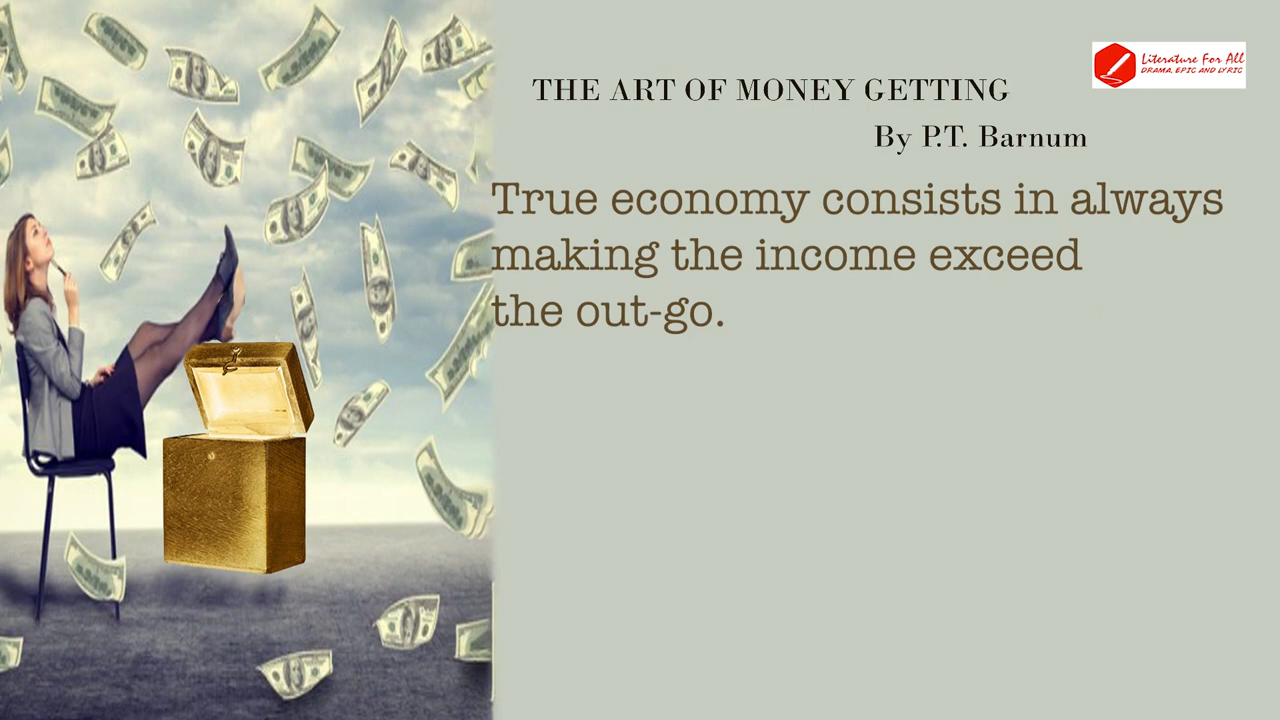 THE ART OF MONEY GETTING
By P.T. Barnum
Literature For All
DRAMA, EPIC AND LYRIC
True economy consists in always
making the income exceed
the out-go.